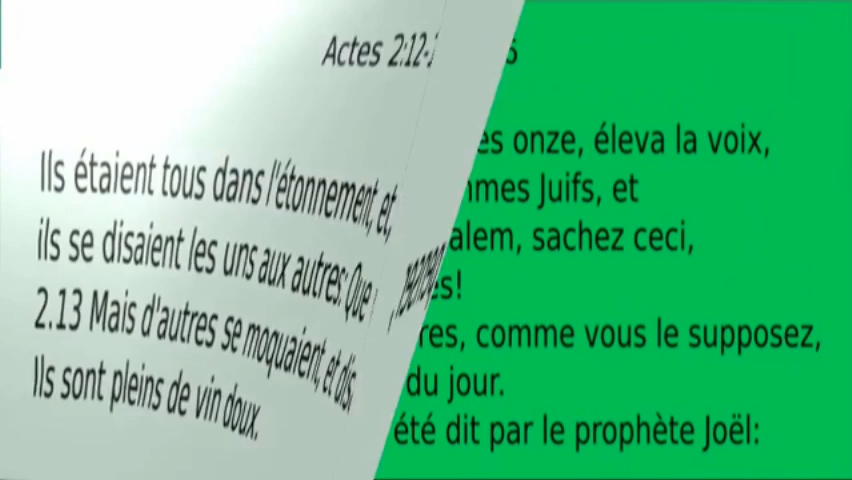 Actes 2:12-
Ils étaient tous dans l'étonnement, et,
ils se disaient les uns aux autres: Que
2.13 Mais d'autres se moquaient, et dis
Ils sont pleins de vin doux.
6
es onze, éleva la voix,
mmes Juifs, et
alem, sachez ceci,
es!
res, comme vous le supposez,
du jour.
été dit par le prophète Joël: